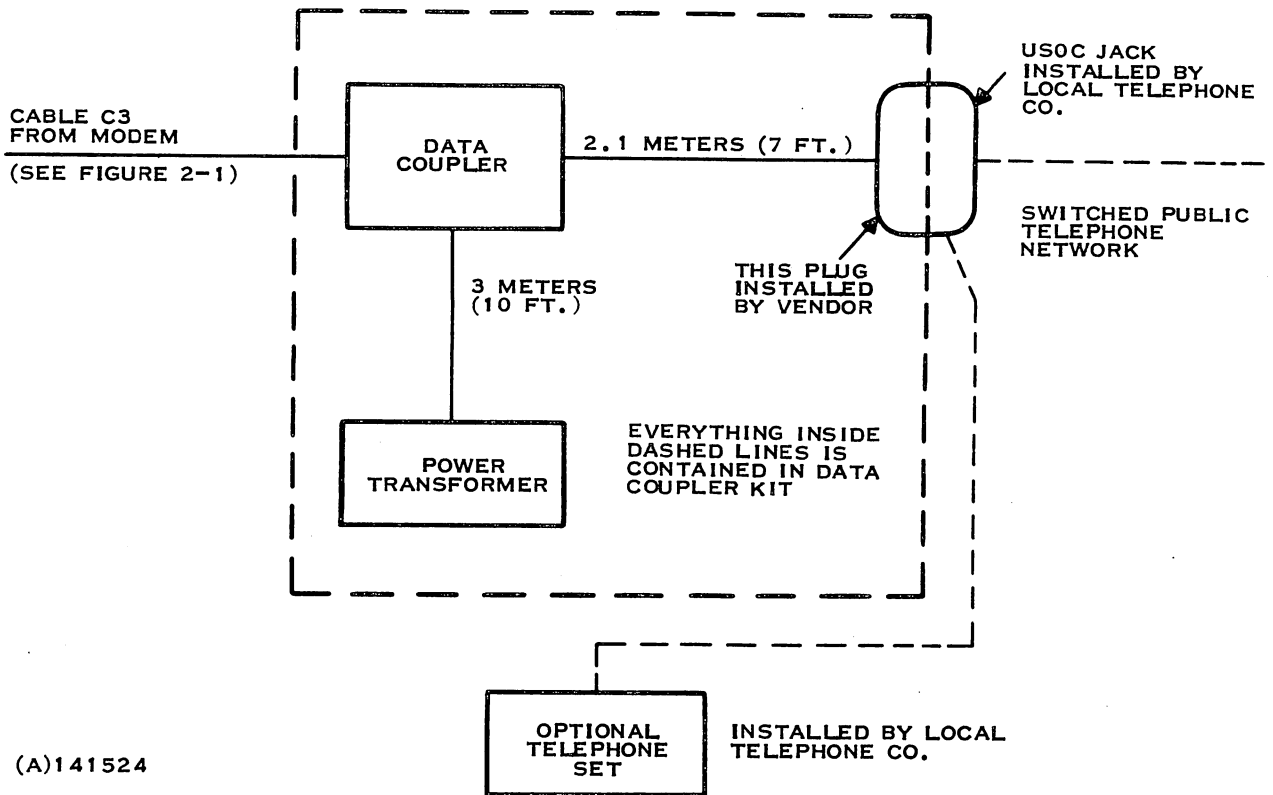 USOC JACK
INSTALLED BY
LOCAL TELEPHONE
CO.
CABLE C3
FROM MODEM
(SEE FIGURE 2-1)
DATA
COUPLER
2.1 METERS (7 FT.)
SWITCHED PUBLIC
TELEPHONE
NETWORK
THIS PLUG
INSTALLED
BY VENDOR
3 METERS
(10 FT.)
POWER
TRANSFORMER
EVERYTHING INSIDE
DASHED LINES IS
CONTAINED IN DATA
COUPLER KIT
OPTIONAL
TELEPHONE
SET
INSTALLED BY LOCAL
TELEPHONE CO.
(A)141524